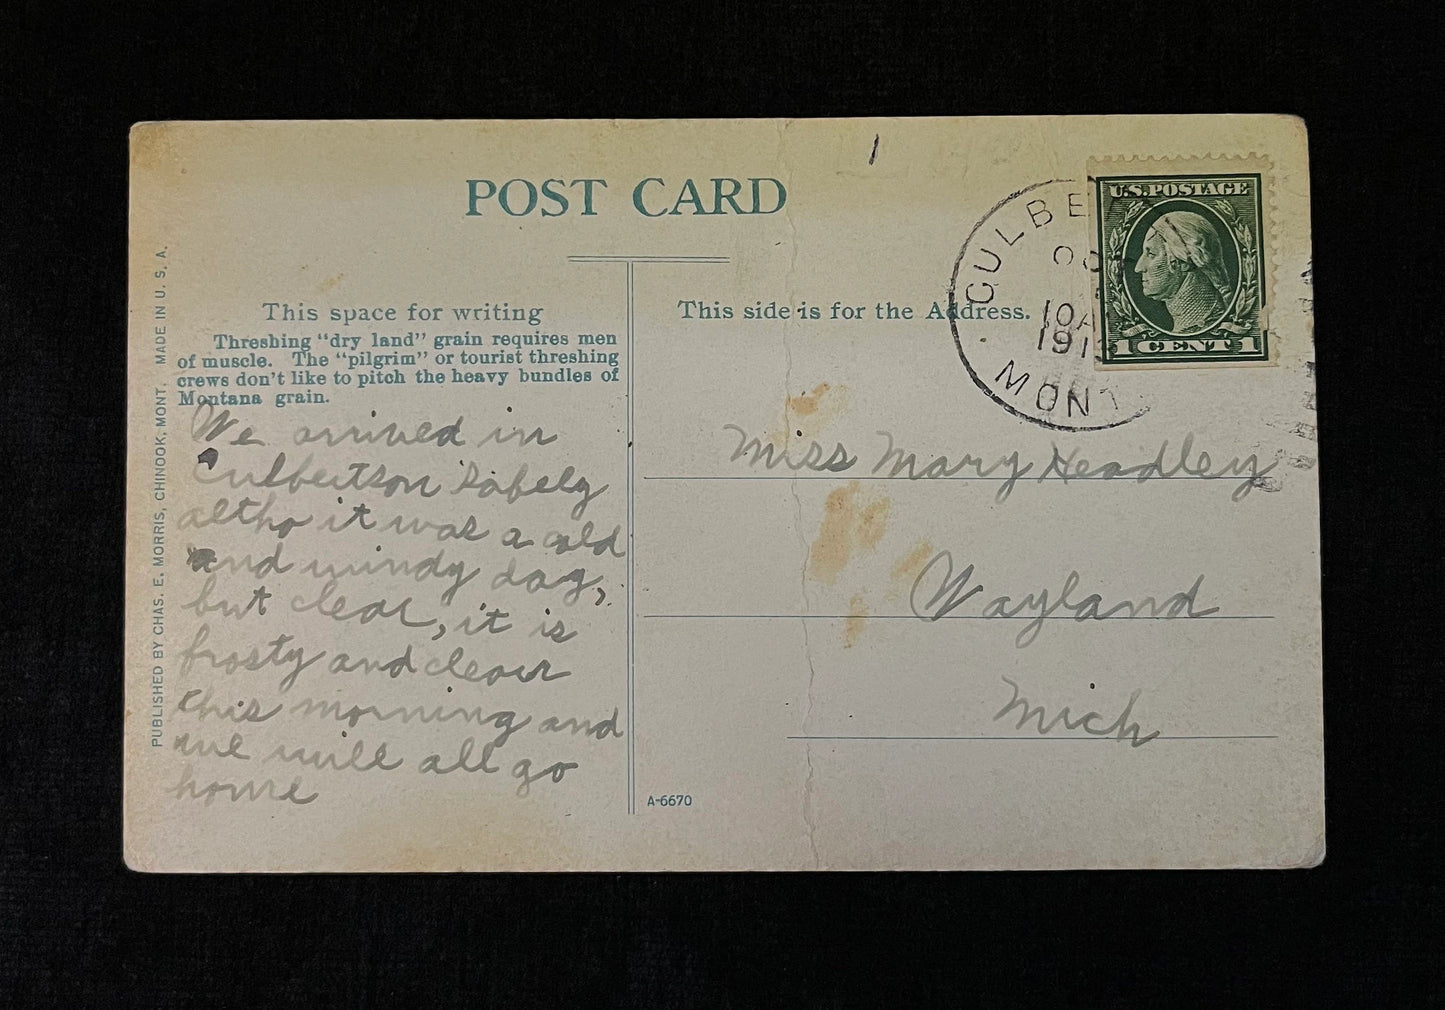 POST CARD
U.S. POSTAGE
1 CENT 1
CULBE
OC
10A
191
MONT
PUBLISHED BY CHAS. E. MORRIS, CHINOOK, MONT. MADE IN U. S. A.
This space for writing
Threshing "dry land" grain requires men
of muscle. The "pilgrim" or tourist threshing
crews don't like to pitch the heavy bundles of
Montana grain.
We arrived in
Culbertson Safely
altho it was a cold
and windy day,
but clear, it is
frosty and clear
this morning and
we will all go
home
This side is for the Address.
Miss Mary Headley
Wayland
Mich
A-6670